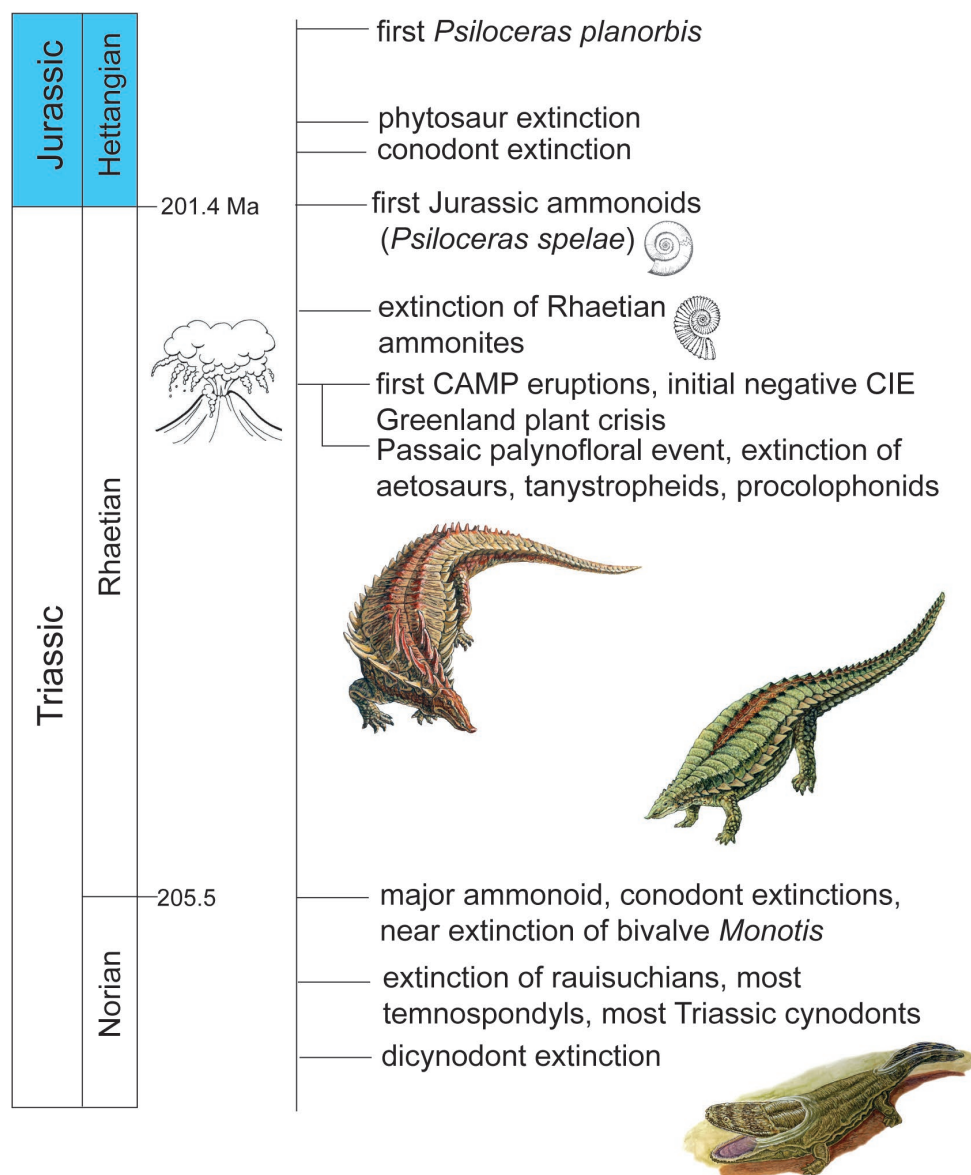 Jurassic
Hettangian
Triassic
Rhaetian
Norian
201.4 Ma
205.5
first Psiloceras planorbis
phytosaur extinction
conodont extinction
first Jurassic ammonoids
(Psiloceras spelae)
extinction of Rhaetian
ammonites
first CAMP eruptions, initial negative CIE
Greenland plant crisis
Passaic palynofloral event, extinction of
aetosaurs, tanystropheids, procolophonids
major ammonoid, conodont extinctions,
near extinction of bivalve Monotis
extinction of rauisuchians, most
temnospondyls, most Triassic cynodonts
dicynodont extinction